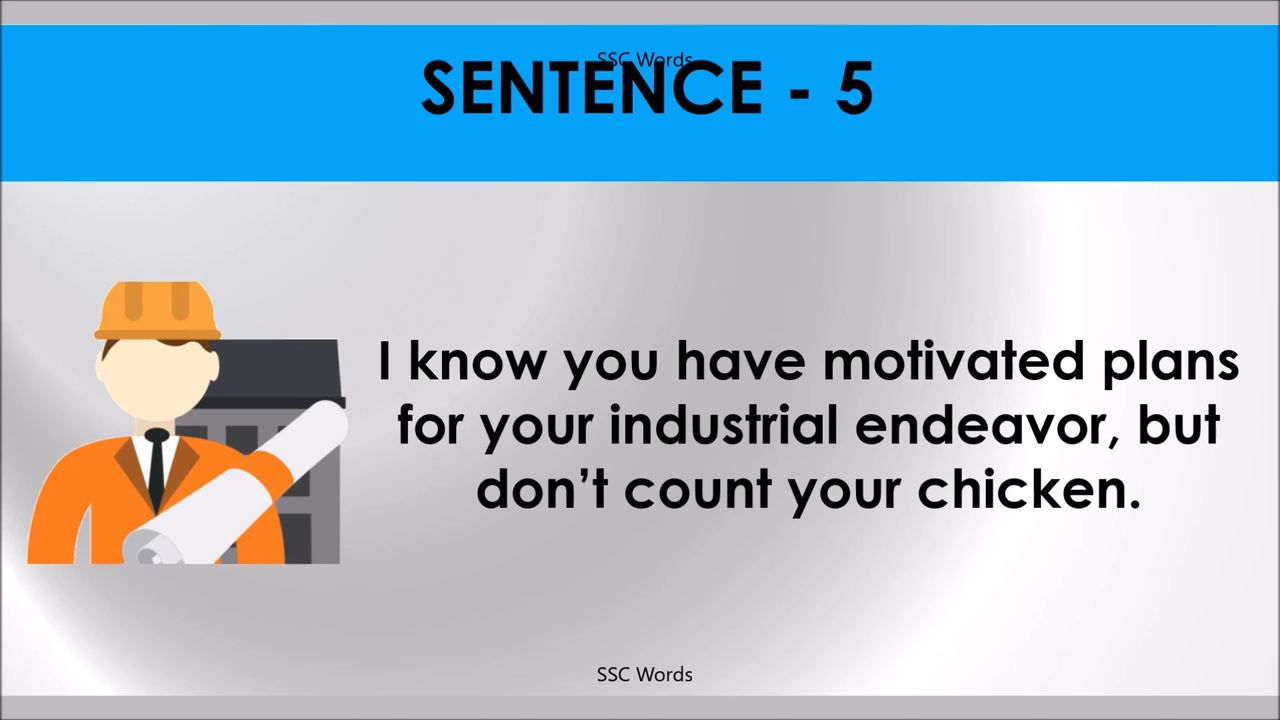 SSC Words
SENTENCE - 5
I know you have motivated plans
for your industrial endeavor, but
don’t count your chicken.
SSC Words